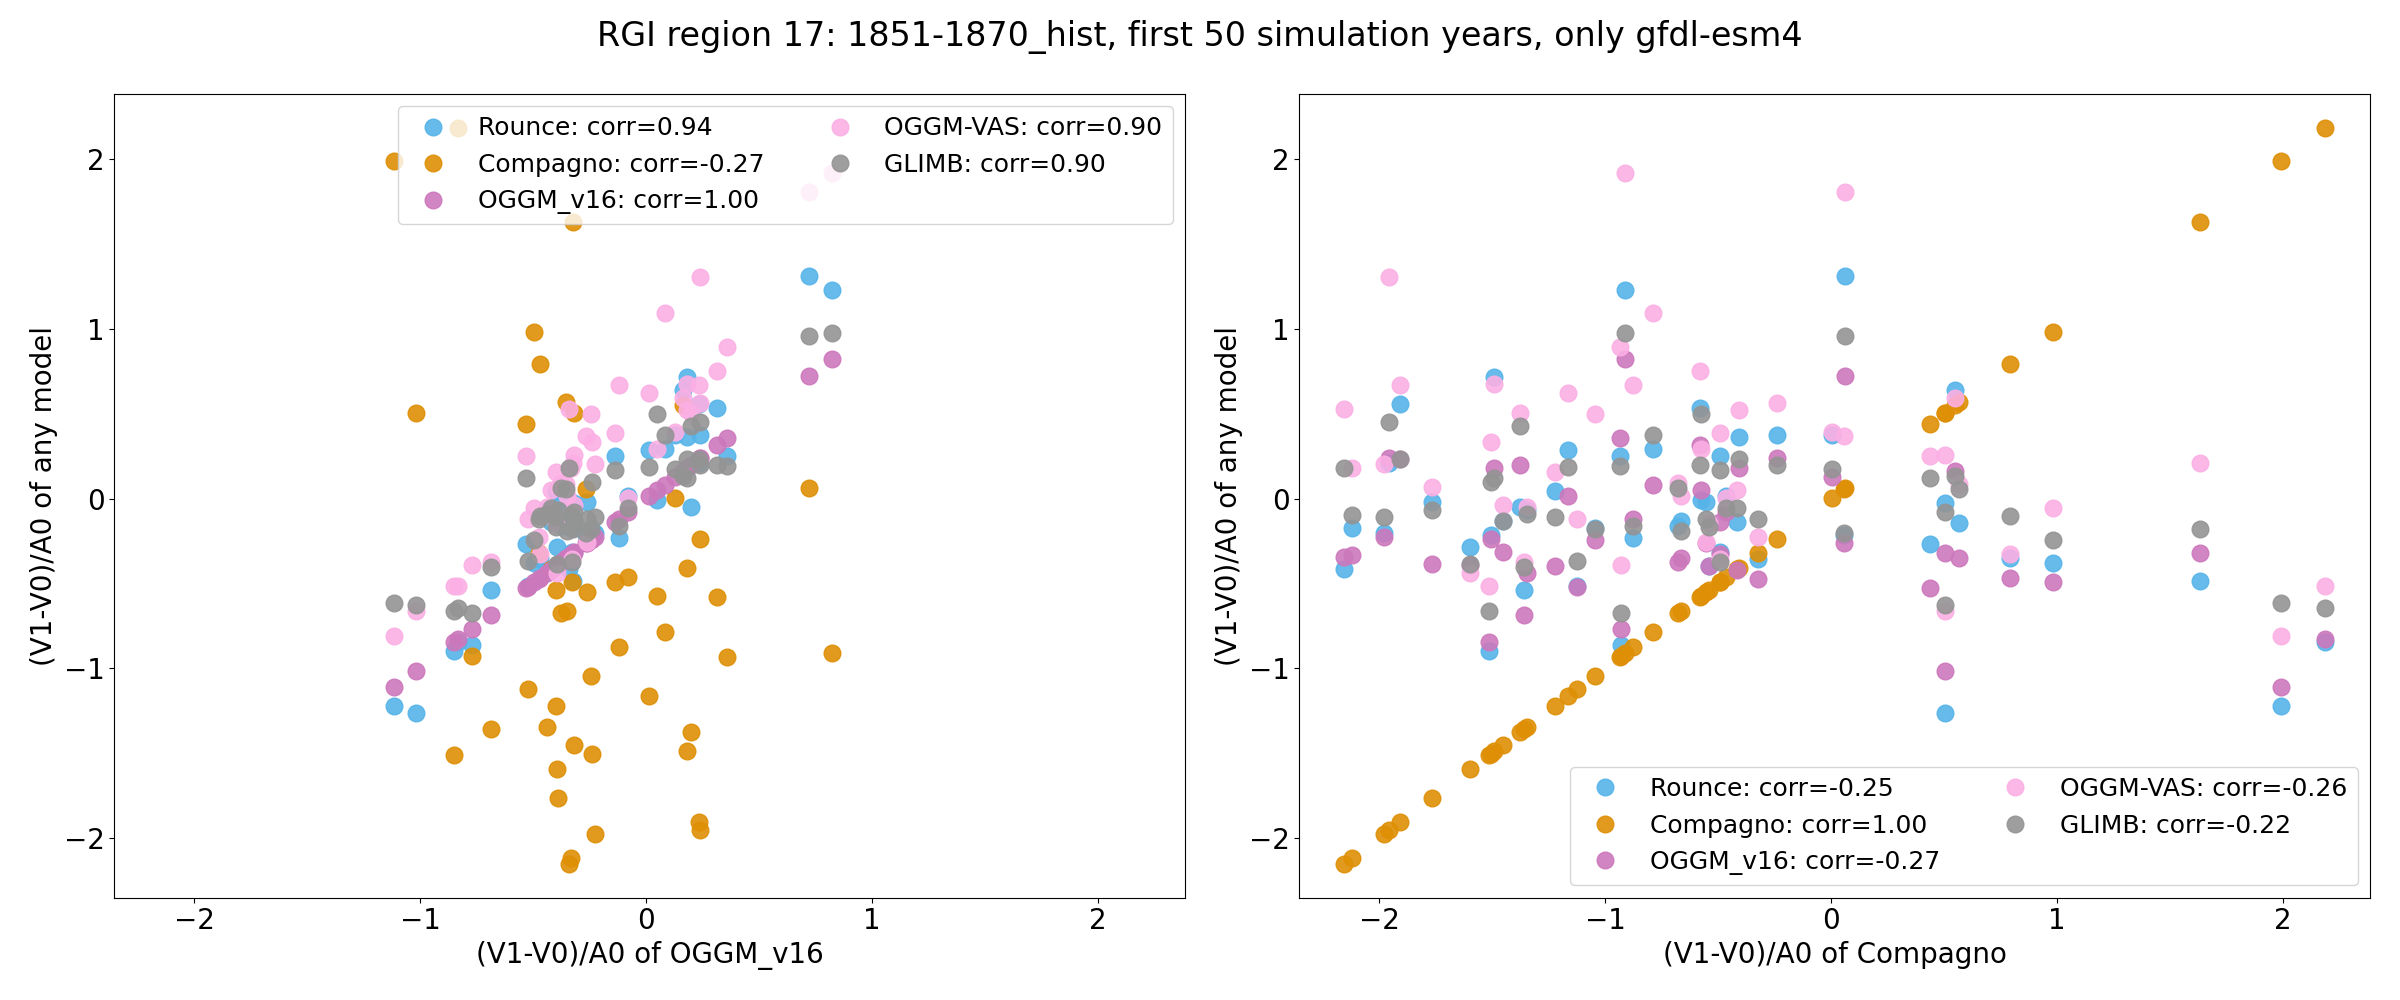 RGI region 17: 1851-1870_hist, first 50 simulation years, only gfdl-esm4
(V1-V0)/A0 of any model
2
1
0
−1
−2
Rounce: corr=0.94
Compagno: corr=-0.27
OGGM_v16: corr=1.00
OGGM-VAS: corr=0.90
GLIMB: corr=0.90
−2 −1 0 1 2
(V1-V0)/A0 of OGGM_v16
(V1-V0)/A0 of any model
2
1
0
−1
−2
Rounce: corr=-0.25
Compagno: corr=1.00
OGGM_v16: corr=-0.27
OGGM-VAS: corr=-0.26
GLIMB: corr=-0.22
−2 −1 0 1 2
(V1-V0)/A0 of Compagno